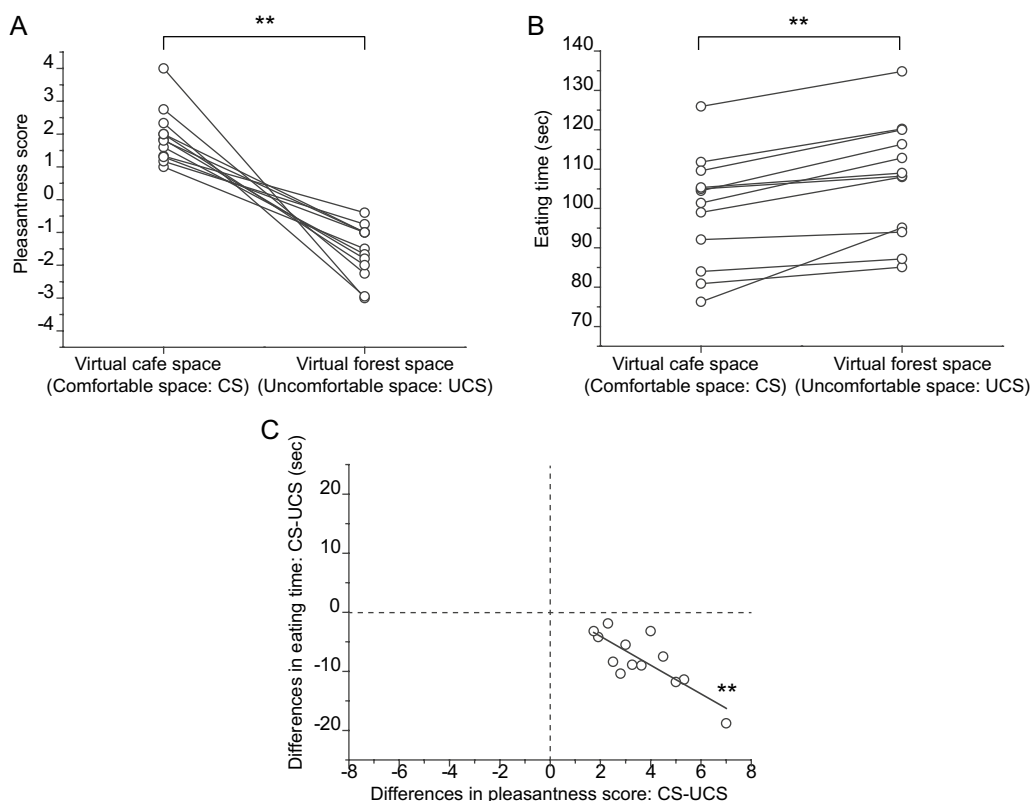 A
**
Pleasantness score
4
3
2
1
0
-1
-2
-3
-4
Virtual cafe space
(Comfortable space: CS)
Virtual forest space
(Uncomfortable space: UCS)
B
**
Eating time (sec)
140
130
120
110
100
90
80
70
Virtual cafe space
(Comfortable space: CS)
Virtual forest space
(Uncomfortable space: UCS)
C
Differences in eating time: CS-UCS (sec)
20
10
0
-10
-20
**
-8 -6 -4 -2 0 2 4 6 8
Differences in pleasantness score: CS-UCS